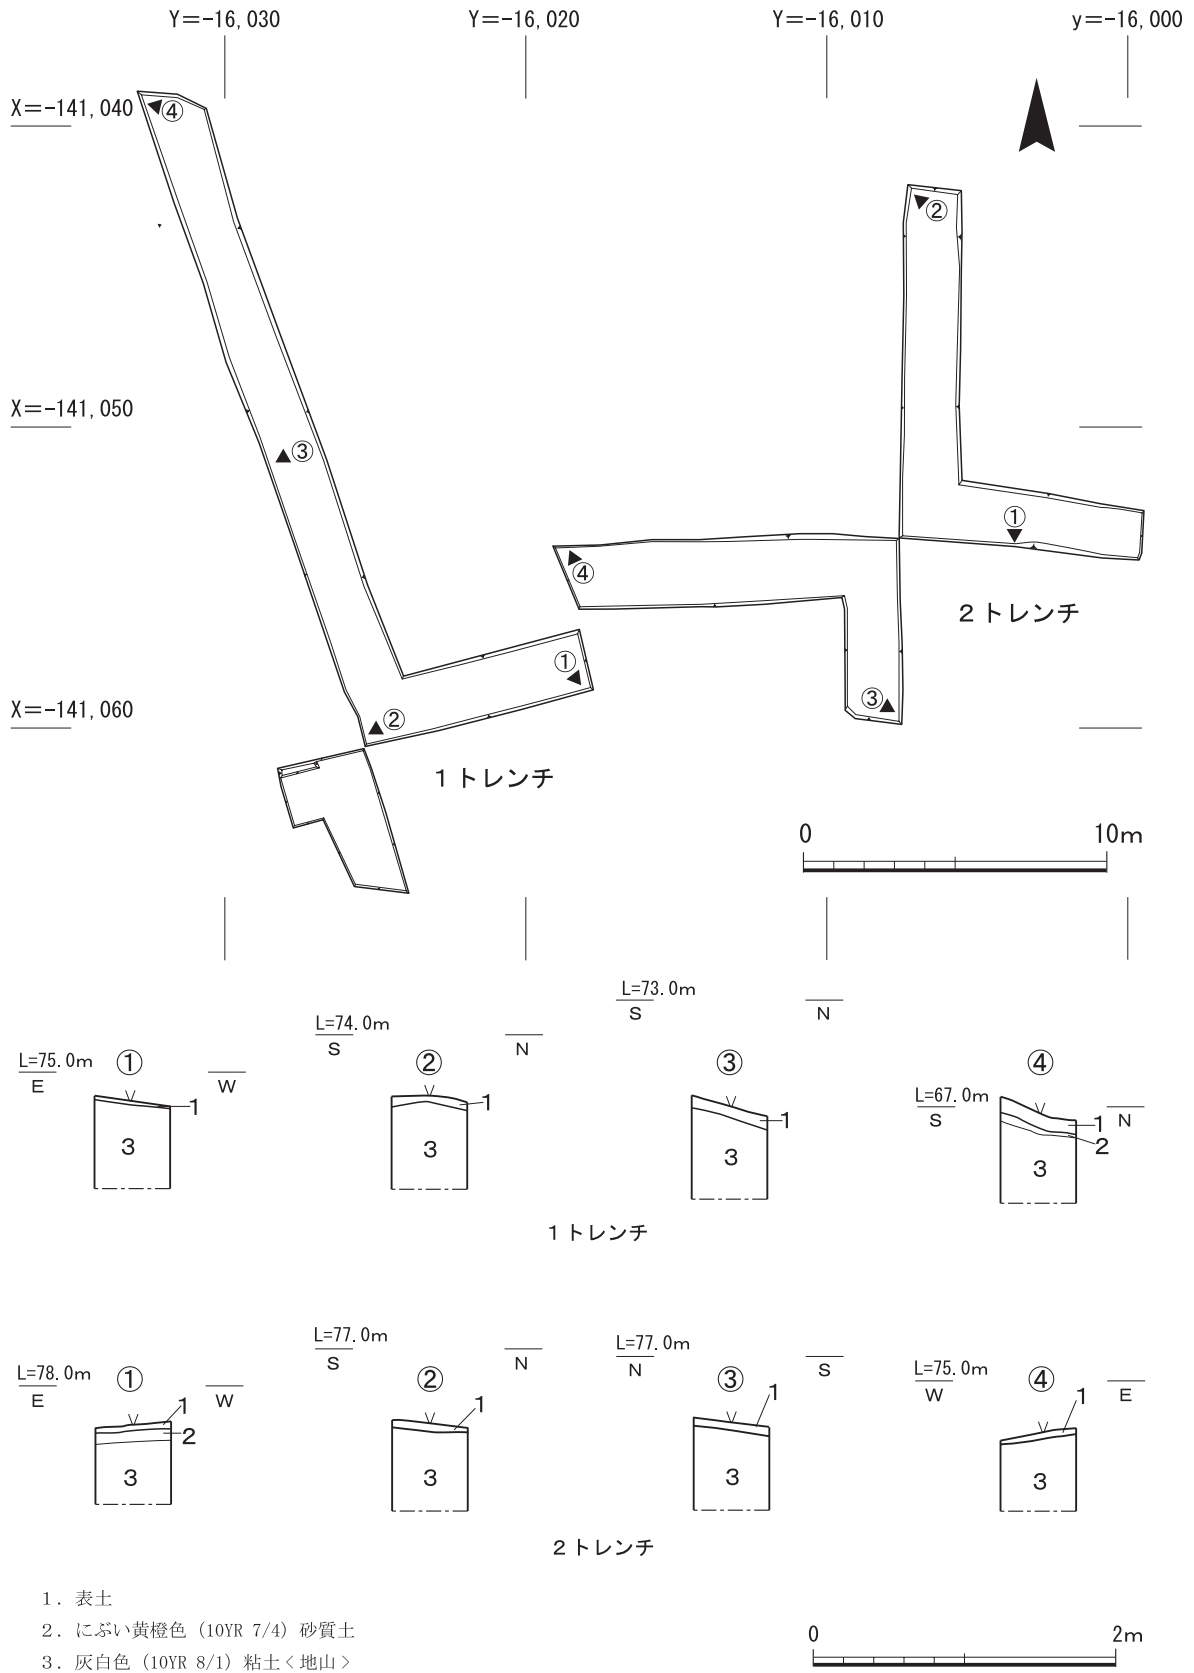 Y=-16,030
Y=-16,020
Y=-16,010
y=-16,000
X=-141,040
④
②
X=-141,050
③
①
④
2トレンチ
①
③
②
X=-141,060
1トレンチ
0
10m
L=73.0m
S
N
L=74.0m
S
N
L=75.0m
E
①
W
②
③
④
L=67.0m
S
N
1
3
1
3
1
3
1
2
3
1トレンチ
L=77.0m
S
N
L=77.0m
N
S
L=78.0m
E
①
W
②
③
L=75.0m
W
④
E
1
2
3
1
3
1
3
1
3
2トレンチ
1. 表土
2. にぶい黄橙色 (10YR 7/4) 砂質土
3. 灰白色 (10YR 8/1) 粘土<地山>
0
2m